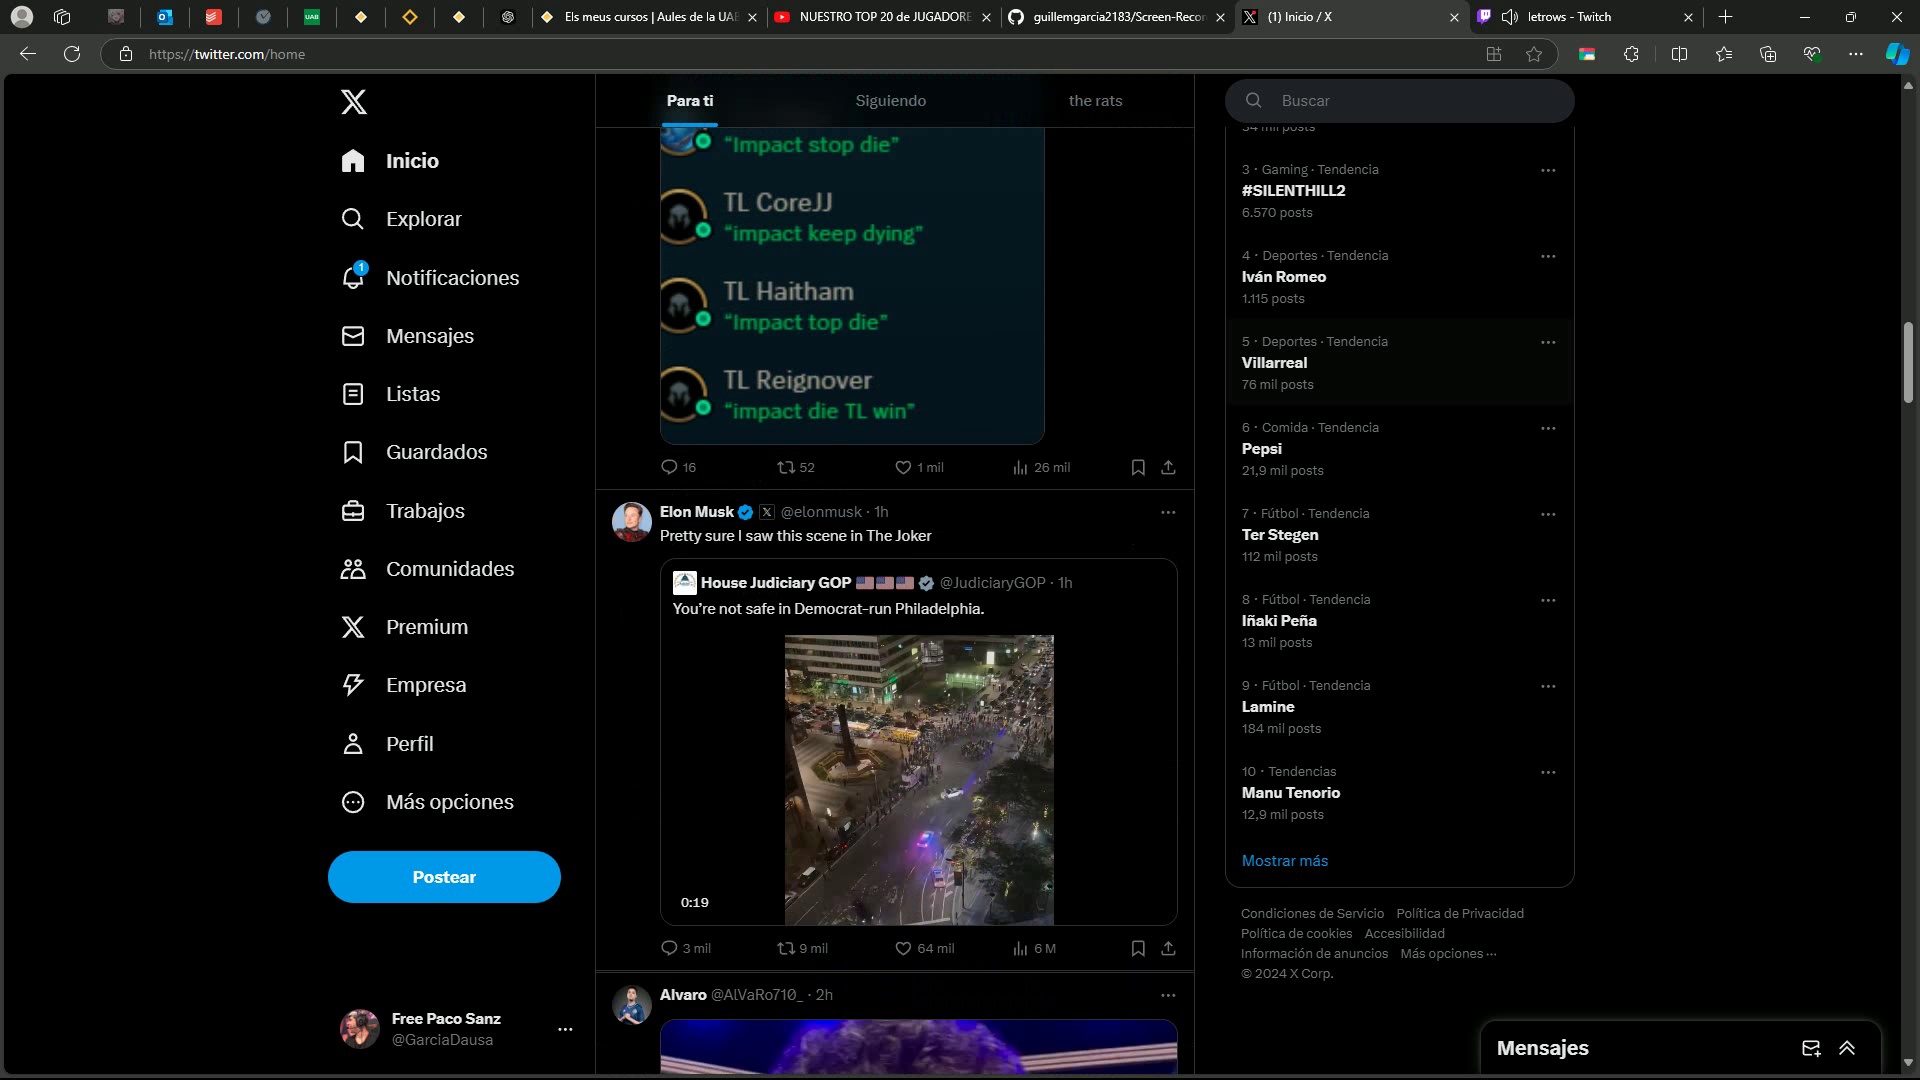 Els meus cursos | Aules de la UA
NUESTRO TOP 20 de JUGADORE
guillemgarcia2183/Screen-Recor
(1) Inicio / X
letrows - Twitch
https://twitter.com/home
Inicio
Explorar
1
Notificaciones
Mensajes
Listas
Guardados
Trabajos
Comunidades
Premium
Empresa
Perfil
Más opciones
Postear
Free Paco Sanz
@GarciaDausa
Para ti
Siguiendo
the rats
"Impact stop die"
TL CoreJJ
"impact keep dying"
TL Haitham
"Impact top die"
TL Reignover
"impact die TL win"
16
52
1 mil
26 mil
Elon Musk @elonmusk · 1h
Pretty sure I saw this scene in The Joker
House Judiciary GOP 🇺🇸🇺🇸🇺🇸 @JudiciaryGOP · 1h
You're not safe in Democrat-run Philadelphia.
0:19
3 mil
9 mil
64 mil
6 M
Alvaro @AlVaRo710_ · 2h
Buscar
34 mil posts
3 · Gaming · Tendencia
#SILENTHILL2
6.570 posts
4 · Deportes · Tendencia
Iván Romeo
1.115 posts
5 · Deportes · Tendencia
Villarreal
76 mil posts
6 · Comida · Tendencia
Pepsi
21,9 mil posts
7 · Fútbol · Tendencia
Ter Stegen
112 mil posts
8 · Fútbol · Tendencia
Iñaki Peña
13 mil posts
9 · Fútbol · Tendencia
Lamine
184 mil posts
10 · Tendencias
Manu Tenorio
12,9 mil posts
Mostrar más
Condiciones de Servicio Política de Privacidad
Política de cookies Accesibilidad
Información de anuncios Más opciones ···
© 2024 X Corp.
Mensajes